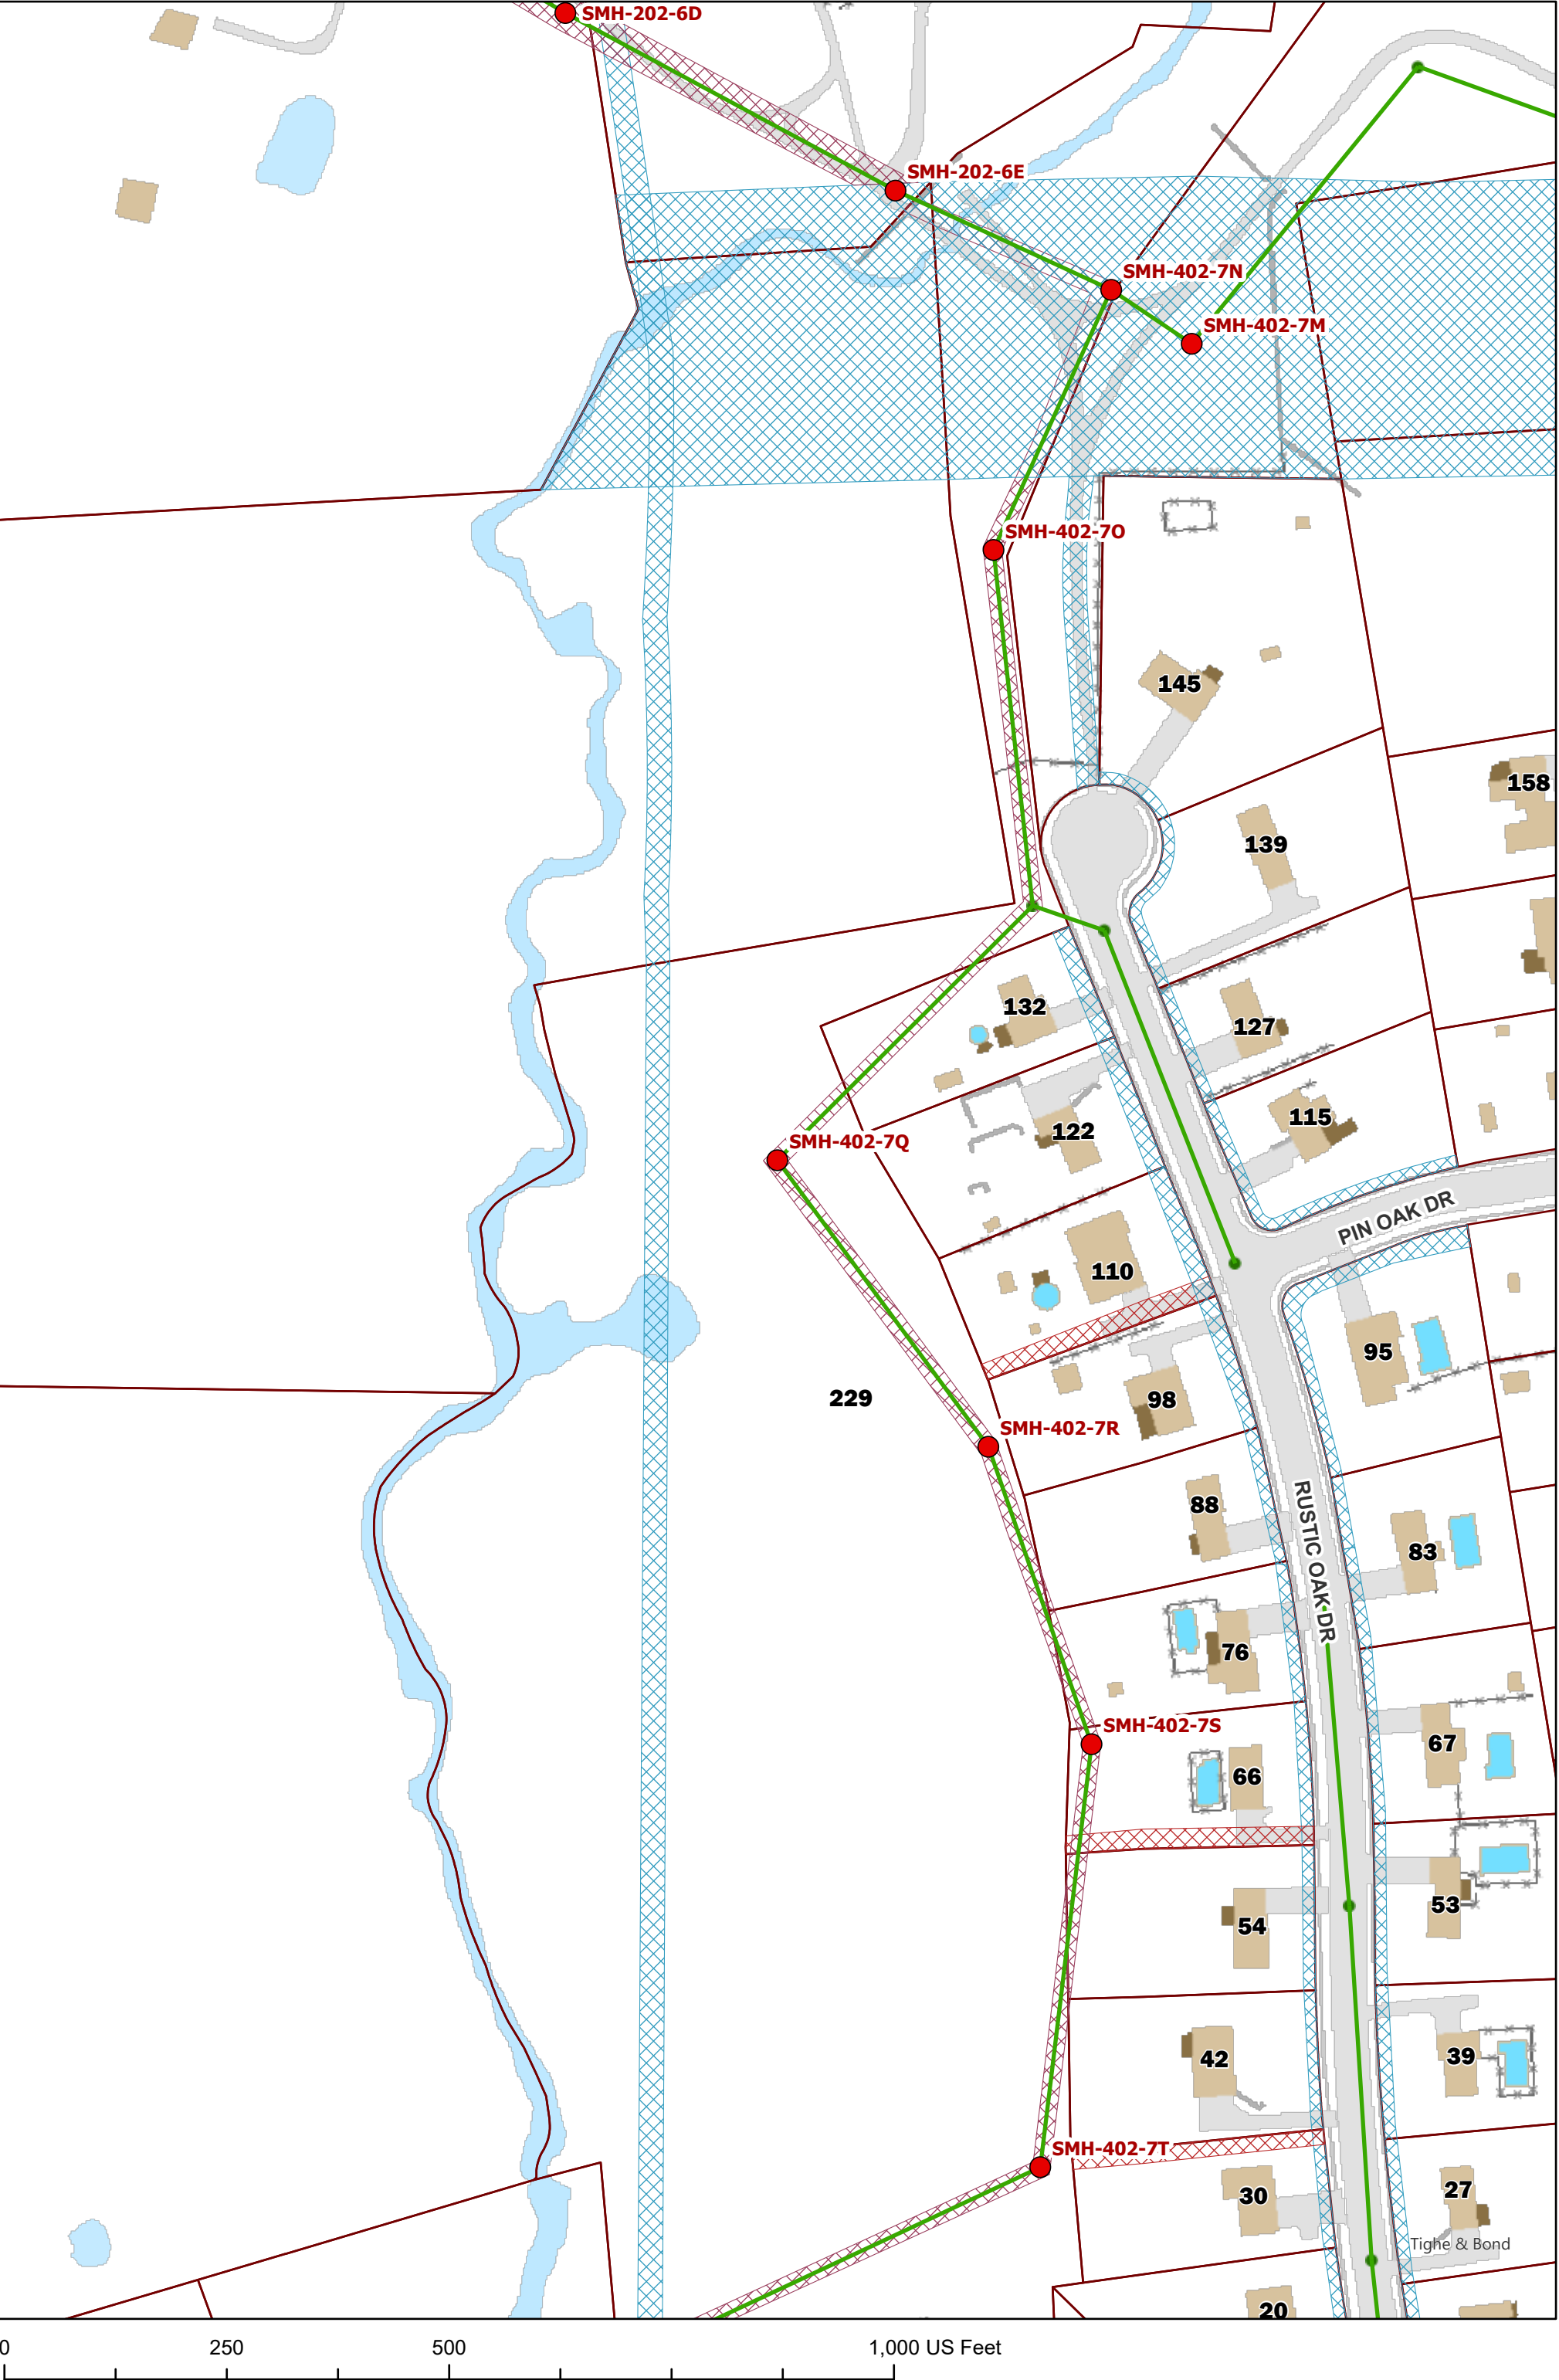 SMH-202-6D
SMH-202-6E
SMH-402-7N
SMH-402-7M
SMH-402-7O
145
158
139
132
127
115
122
SMH-402-7Q
PIN OAK DR
110
95
98
229
SMH-402-7R
88
RUSTIC OAK DR
83
76
SMH-402-7S
67
66
53
54
42
39
SMH-402-7T
30
27
Tighe & Bond
20
0 250 500 1,000 US Feet